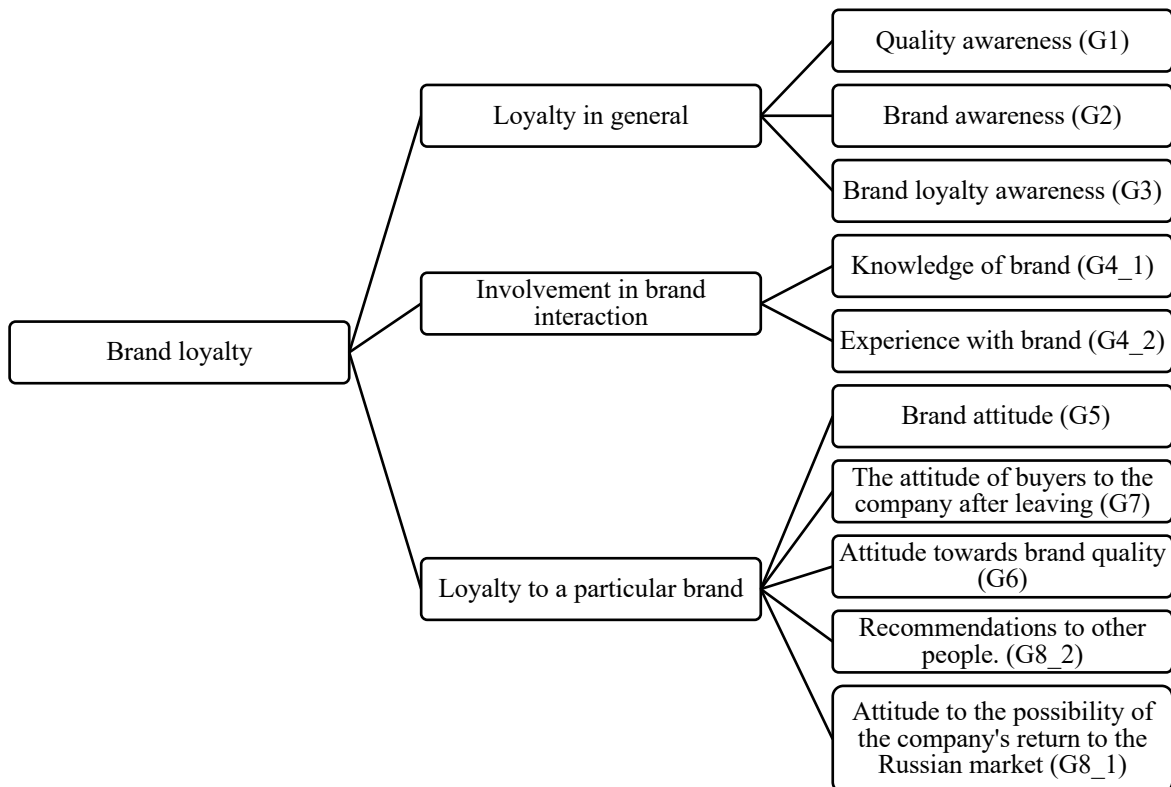 Brand loyalty
Loyalty in general
Quality awareness (G1)
Brand awareness (G2)
Brand loyalty awareness (G3)
Involvement in brand
interaction
Knowledge of brand (G4_1)
Experience with brand (G4_2)
Loyalty to a particular brand
Brand attitude (G5)
The attitude of buyers to the
company after leaving (G7)
Attitude towards brand quality
(G6)
Recommendations to other
people. (G8_2)
Attitude to the possibility of
the company's return to the
Russian market (G8_1)